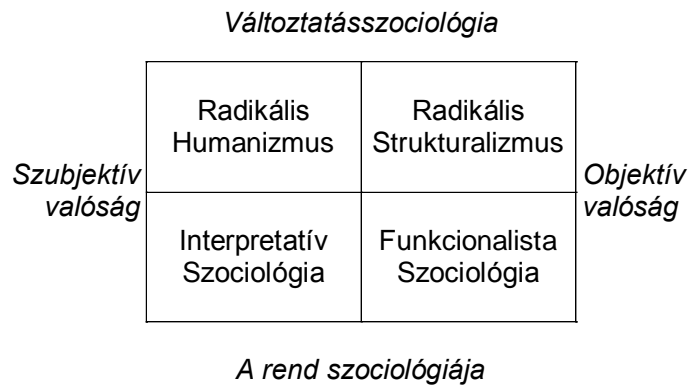 Változtatásszociológia
Radikális
Humanizmus
Radikális
Strukturalizmus
Szubjektív
valóság
Objektív
valóság
Interpretatív
Szociológia
Funkcionalista
Szociológia
A rend szociológiája